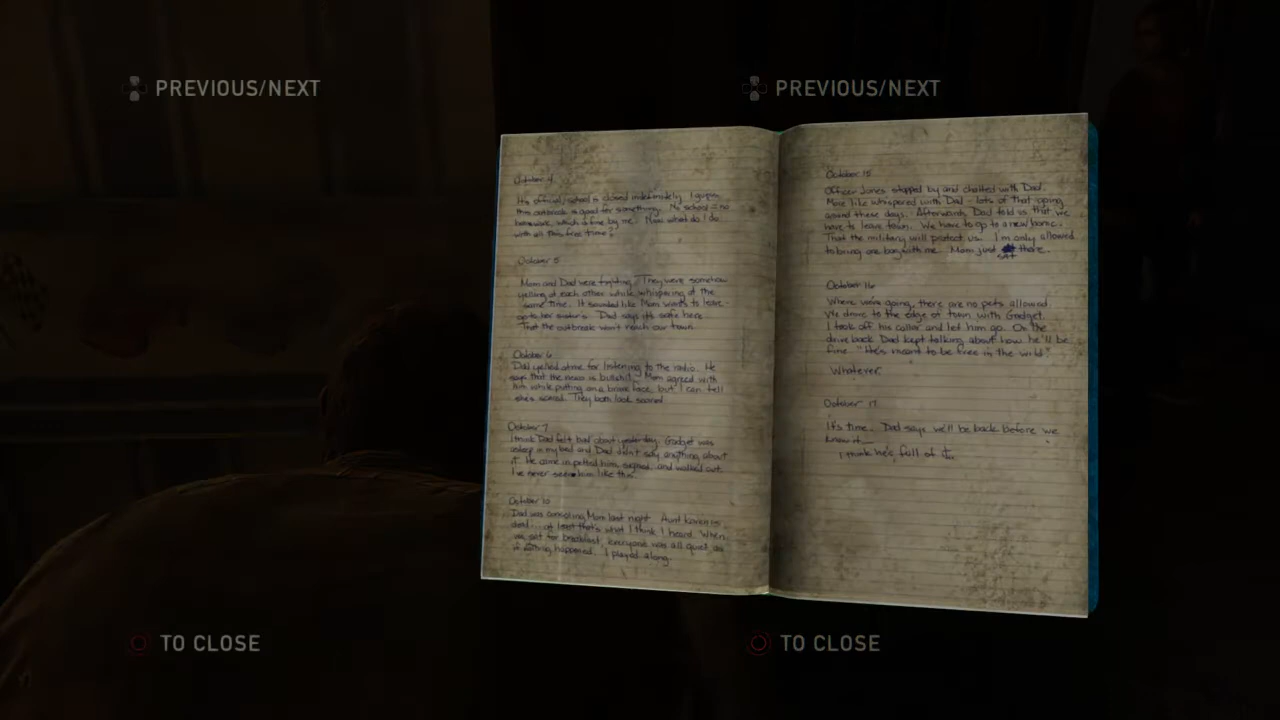 PREVIOUS/NEXT
PREVIOUS/NEXT
October 4
It's official, school is closed indefinitely. I guess
this outbreak is good for something. No school = no
homework, which is fine by me. Now what do I do
with all this free time?
October 5
Mom and Dad were fighting. They were somehow
yelling at each other while whispering at the
same time. It sounded like Mom wants to leave-
go to her sister's. Dad says it's safe here.
That the outbreak won't reach our town.
October 6
Dad yelled at me for listening to the radio. He
says that the news is bullshit. Mom agreed with
him while putting on a brave face, but I can tell
she's scared. They both look scared.
October 7
I think Dad felt bad about yesterday. Gadget was
asleep in my bed and Dad didn't say anything about
it. He came in, petted him, sighed, and walked out.
I've never seen him like this.
October 10
Dad was consoling Mom last night. Aunt Karen is
dead... at least that's what I think I heard. When
we sat for breakfast, everyone was all quiet, as
if nothing happened. I played along.
October 15
Officer Jones stopped by and chatted with Dad.
More like whispered with Dad - lots of that going
around these days. Afterwards, Dad told us that we
have to leave town. We have to go to a new home.
That the military will protect us. I'm only allowed
to bring one bag with me. Mom just sat there.
October 16
Where we're going, there are no pets allowed.
We drove to the edge of town with Gadget.
I took off his collar and let him go. On the
drive back Dad kept talking about how he'll be
fine. "He's meant to be free in the wild".
Whatever.
October 17
It's time. Dad says we'll be back before we
know it...
I think he's full of it.
TO CLOSE
TO CLOSE